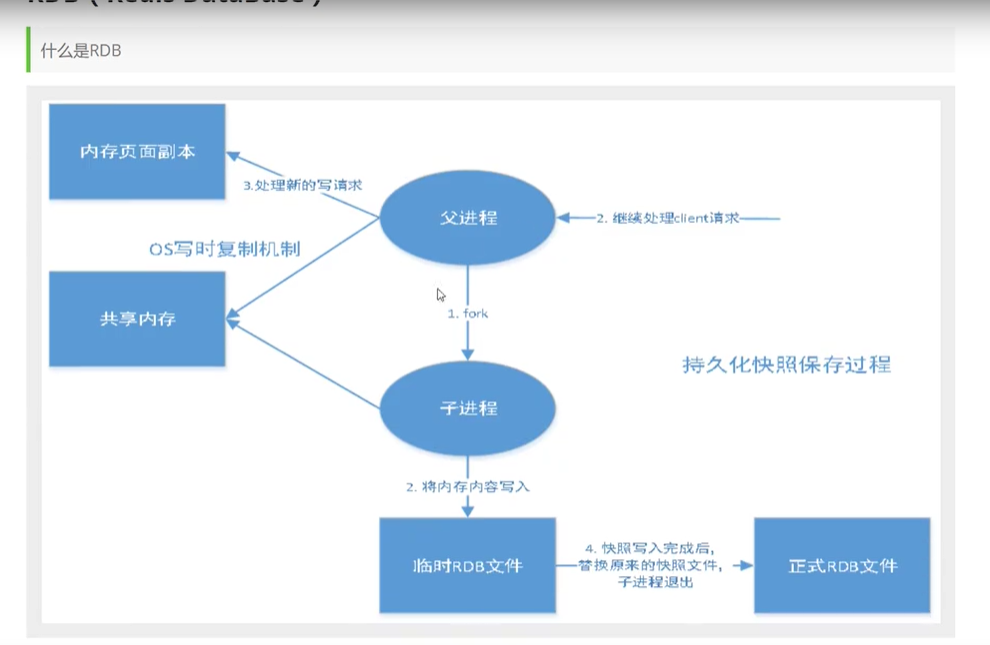 RDB（Redis DataBase）
什么是RDB
内存页面副本
3.处理新的写请求
父进程
2. 继续处理client请求
OS写时复制机制
共享内存
1. fork
持久化快照保存过程
子进程
2. 将内存内容写入
临时RDB文件
4. 快照写入完成后,
替换原来的快照文件,
子进程退出
正式RDB文件